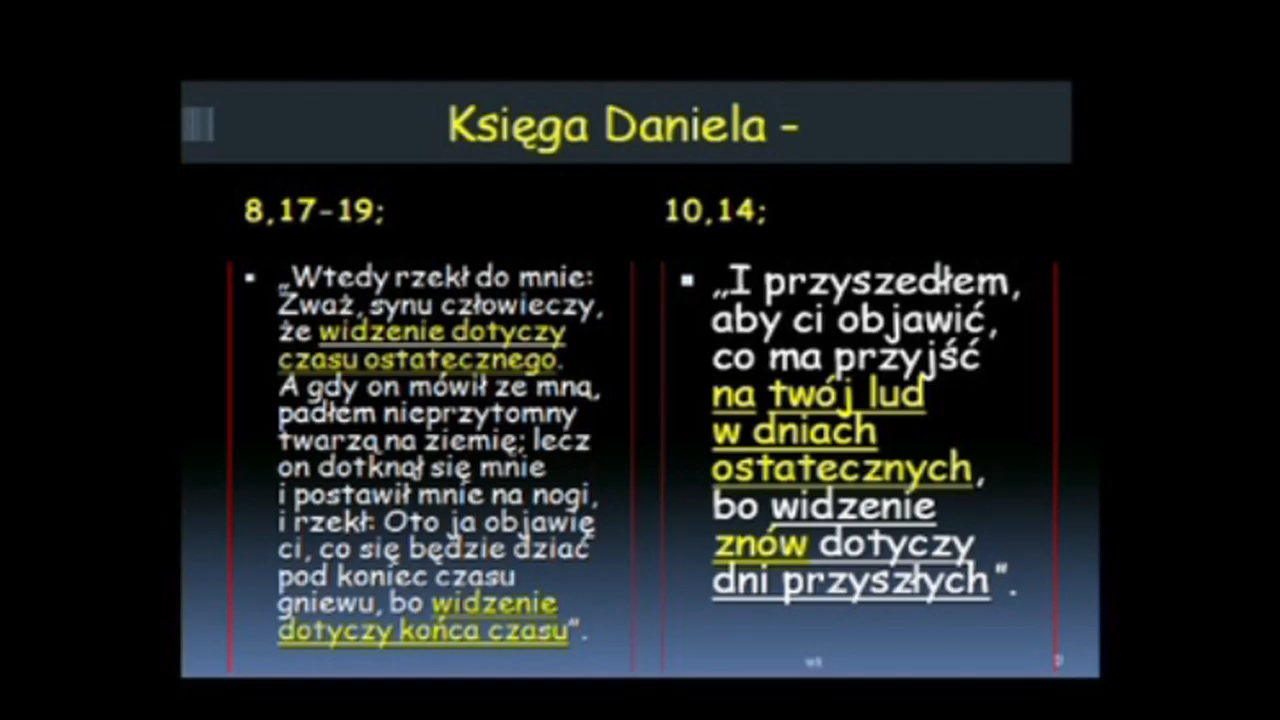 Księga Daniela -
8,17-19;
„Wtedy rzekł do mnie:
Zważ, synu człowieczy,
że widzenie dotyczy
czasu ostatecznego.
A gdy on mówił ze mną,
padłem nieprzytomny
twarzą na ziemię; lecz
on dotknął się mnie
i postawił mnie na nogi,
i rzekł: Oto ja objawię
ci, co się będzie dziać
pod koniec czasu
gniewu, bo widzenie
dotyczy końca czasu”.
10,14;
„I przyszedłem,
aby ci objawić,
co ma przyjść
na twój lud
w dniach
ostatecznych,
bo widzenie
znów dotyczy
dni przyszłych”.